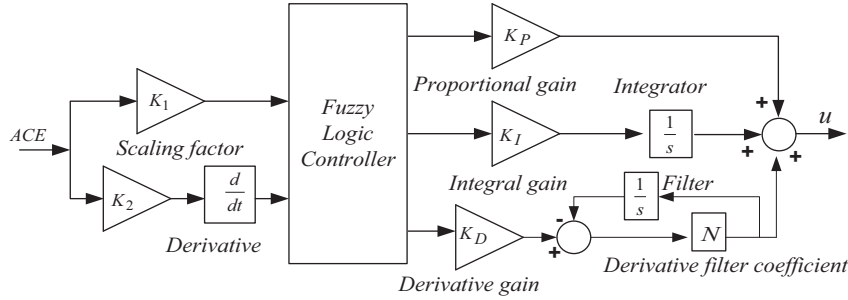 ACE
K1
Scaling factor
K2
d
dt
Derivative
Fuzzy
Logic
Controller
KP
Proportional gain
KI
Integral gain
Integrator
1
s
KD
Derivative gain
1
s
Filter
N
Derivative filter coefficient
+
+
+
-
+
u